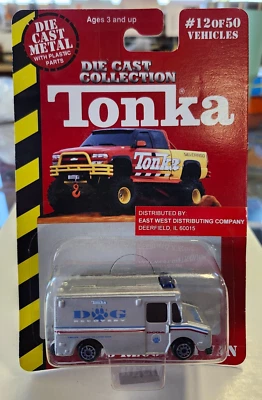 DIE CAST
METAL
WITH PLASTIC
PARTS
Ages 3 and up
#12 OF 50
VEHICLES
DIE CAST
COLLECTION
Tonka
Tonka
DISTRIBUTED BY
EAST WEST DISTRIBUTING COMPANY
DEERFIELD, IL 60015
DOG